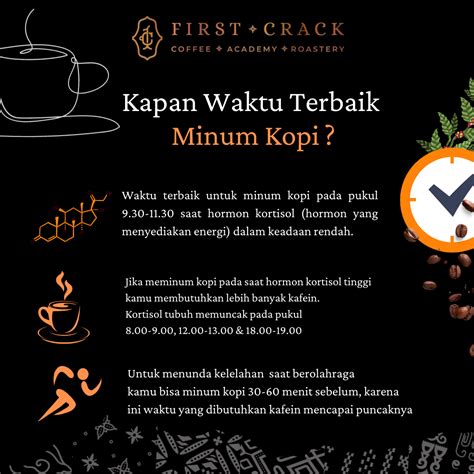 FIRST CRACK
COFFEE ACADEMY ROASTERY
Kapan Waktu Terbaik
Minum Kopi ?
Waktu terbaik untuk minum kopi pada pukul
9.30-11.30 saat hormon kortisol (hormon yang
menyediakan energi) dalam keadaan rendah.
Jika meminum kopi pada saat hormon kortisol tinggi
kamu membutuhkan lebih banyak kafein.
Kortisol tubuh memuncak pada pukul
8.00-9.00, 12.00-13.00 & 18.00-19.00
Untuk menunda kelelahan saat berolahraga
kamu bisa minum kopi 30-60 menit sebelum, karena
ini waktu yang dibutuhkan kafein mencapai puncaknya